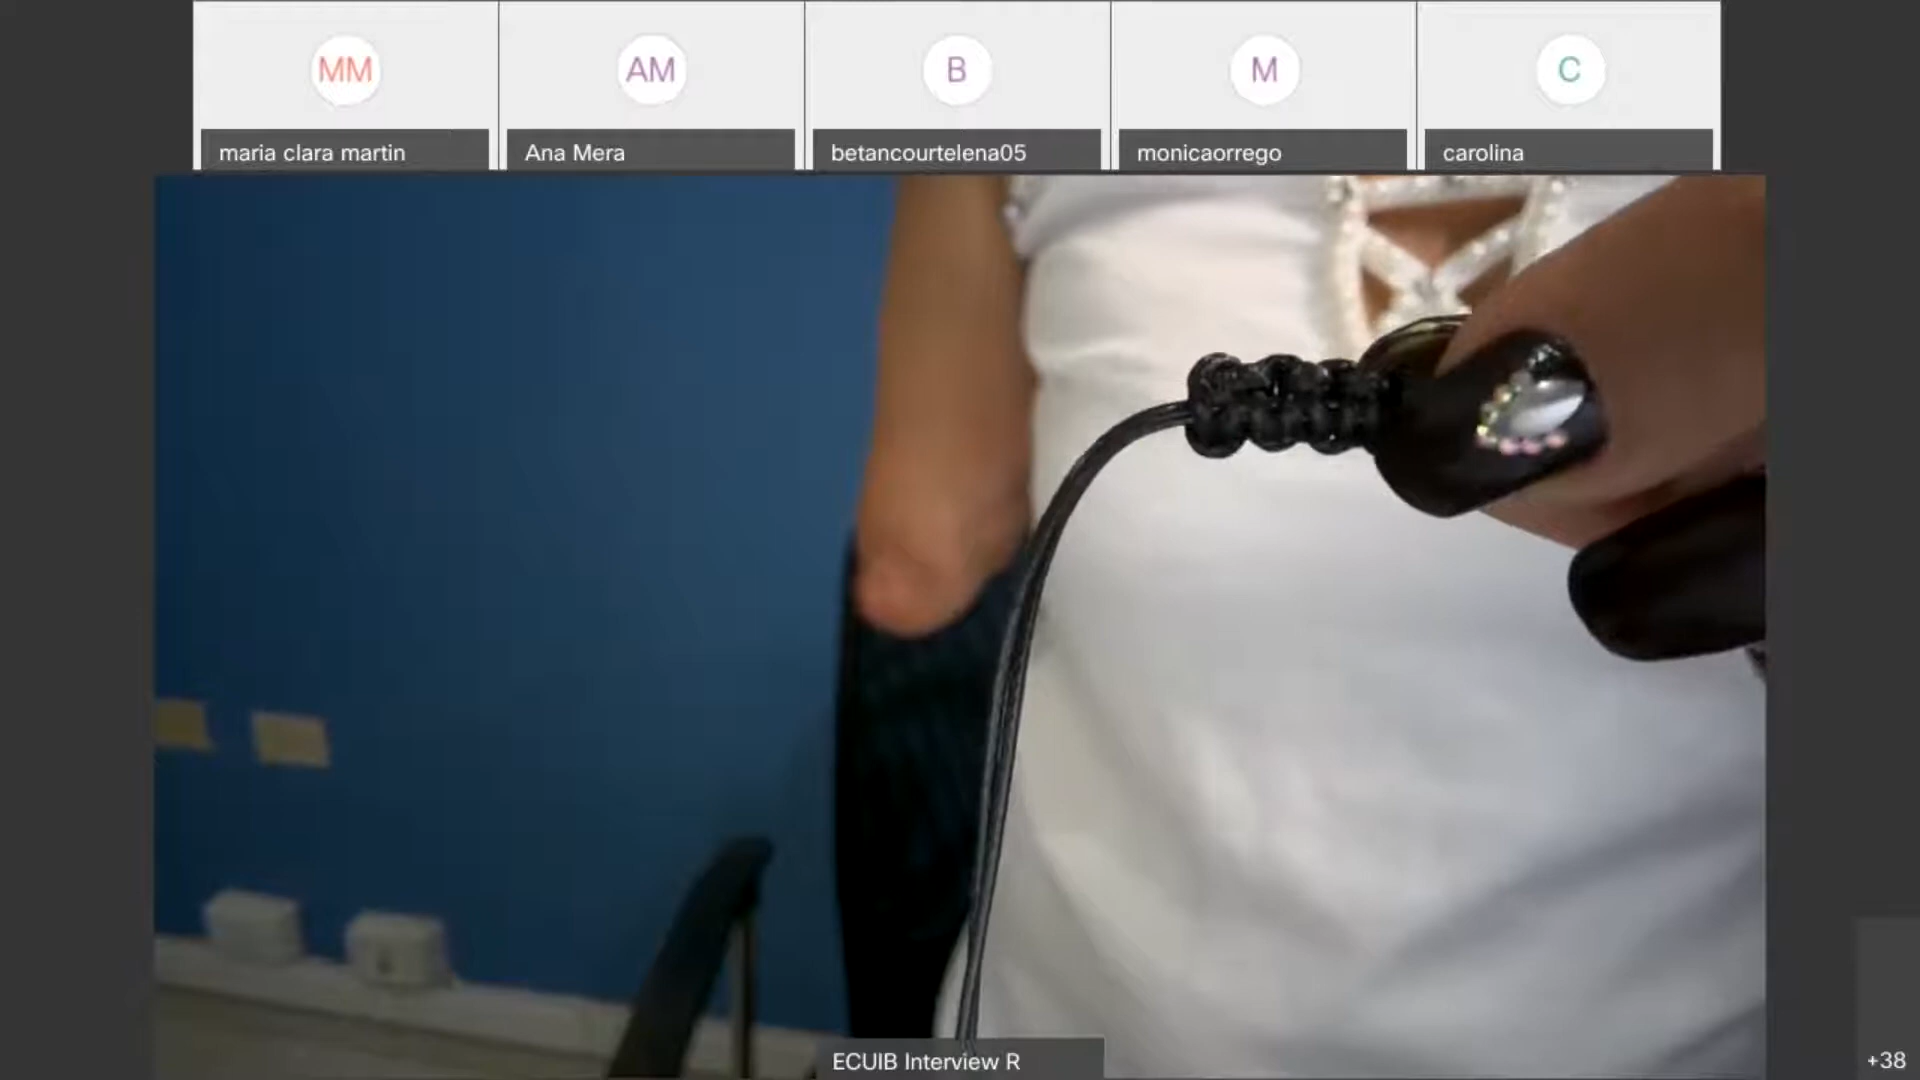 MM
AM
B
M
C
maria clara martin
Ana Mera
betancourtelena05
monicaorrego
carolina
ECUIB Interview R
+38